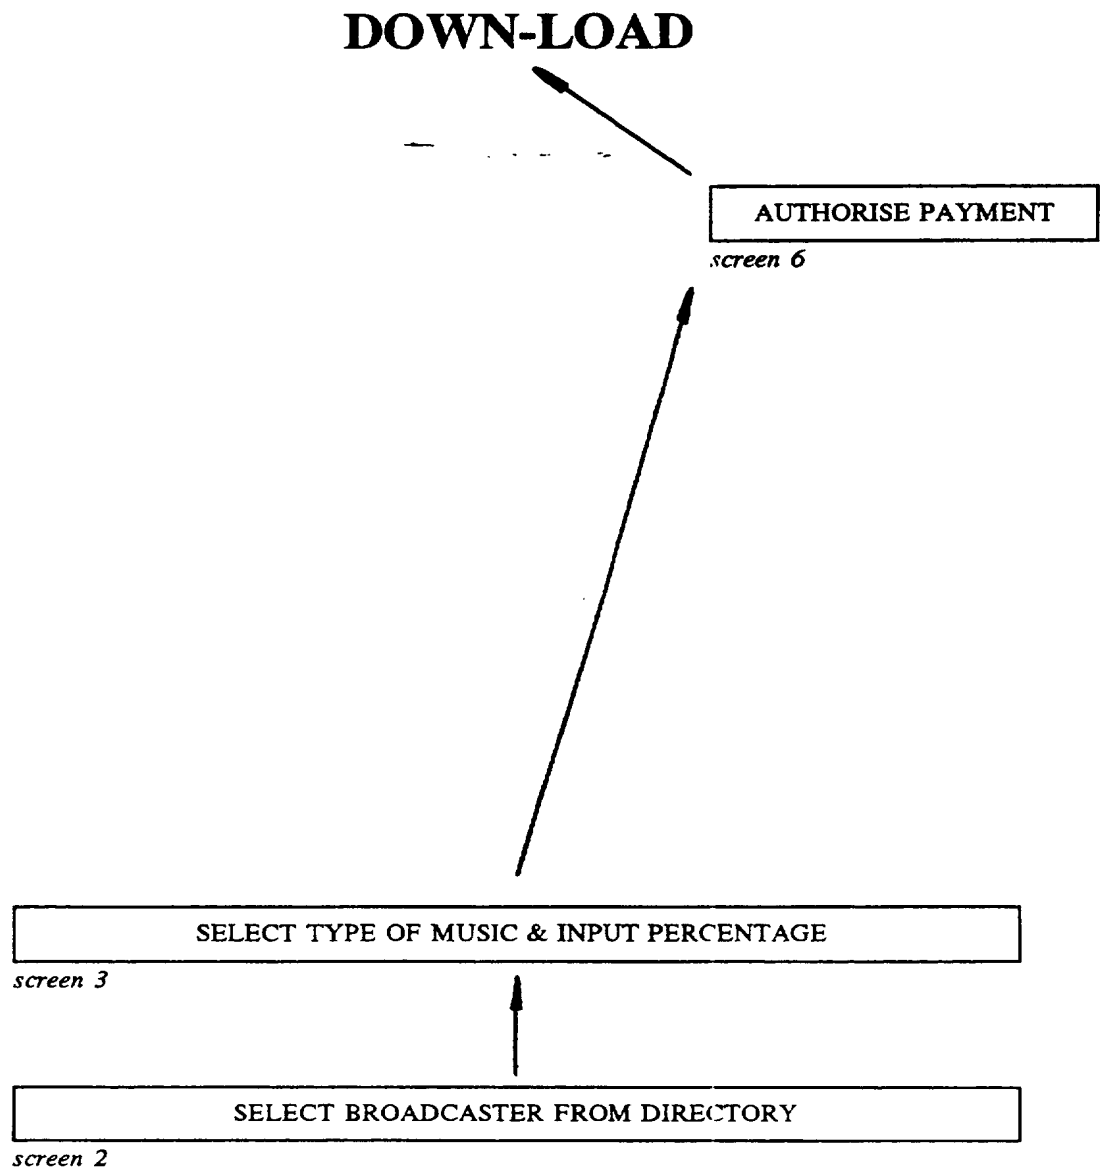 DOWN-LOAD
AUTHORISE PAYMENT
screen 6
SELECT TYPE OF MUSIC & INPUT PERCENTAGE
screen 3
SELECT BROADCASTER FROM DIRECTORY
screen 2